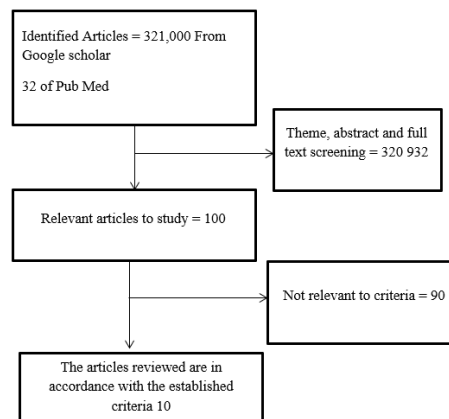 Identified Articles = 321,000 From
Google scholar
32 of Pub Med
Theme, abstract and full
text screening = 320 932
Relevant articles to study = 100
Not relevant to criteria = 90
The articles reviewed are in
accordance with the established
criteria 10